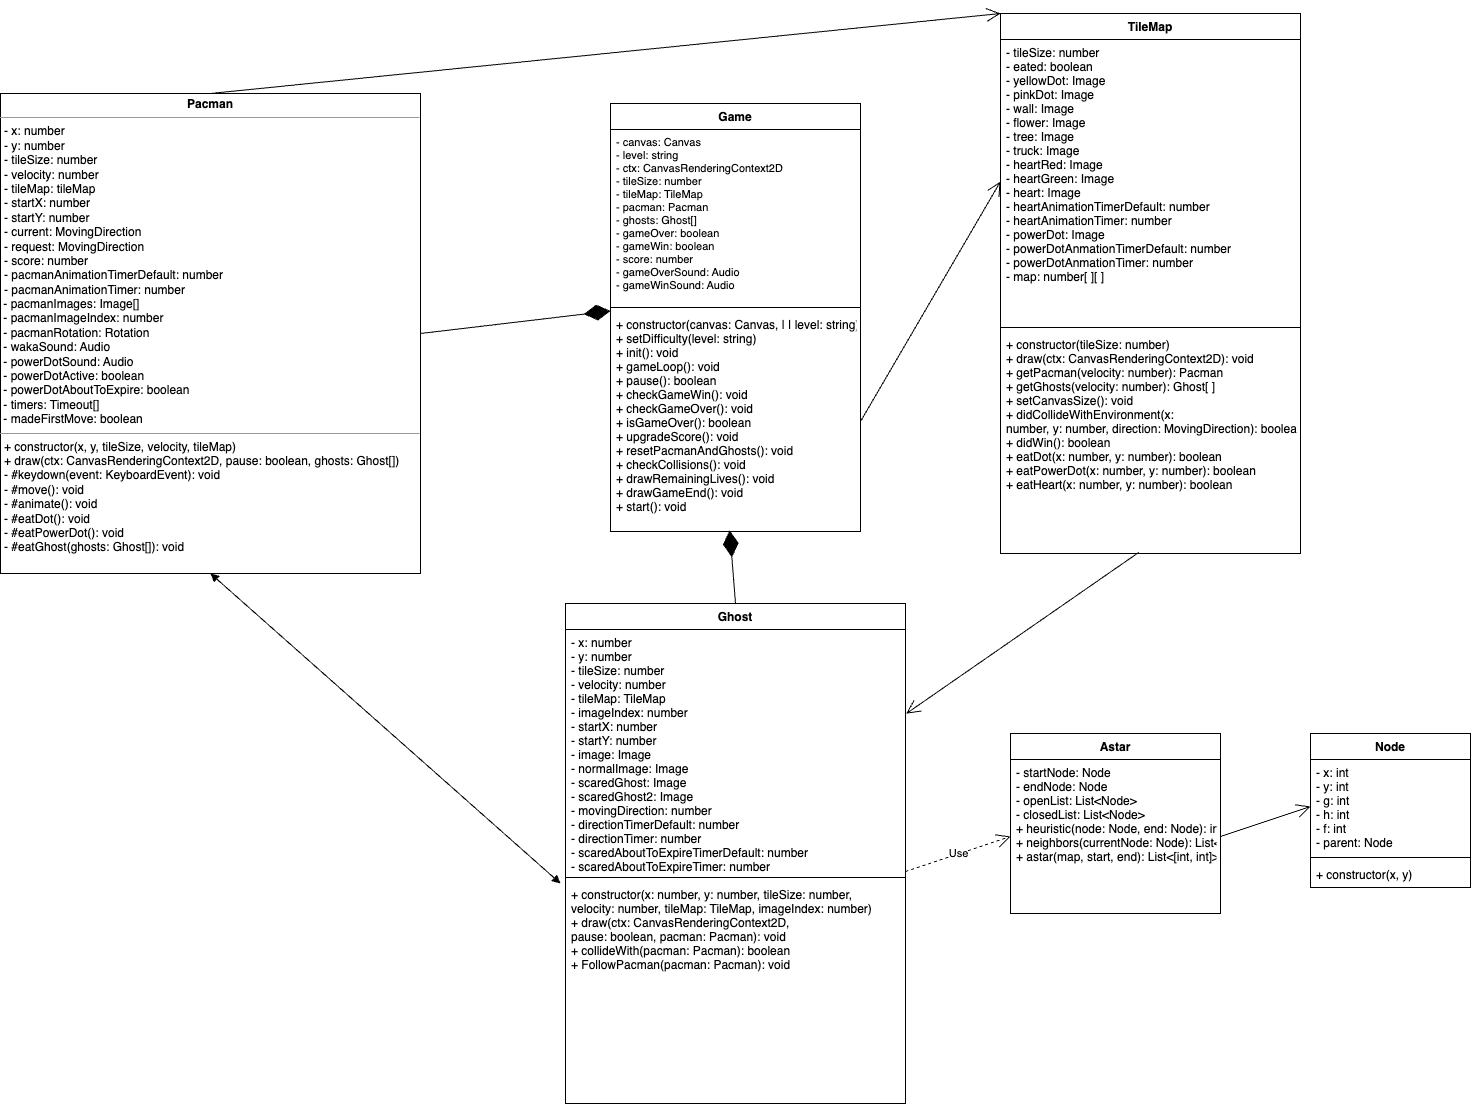 Pacman
- x: number
- y: number
- tileSize: number
- velocity: number
- tileMap: tileMap
- startX: number
- startY: number
- current: MovingDirection
- request: MovingDirection
- score: number
- pacmanAnimationTimerDefault: number
- pacmanAnimationTimer: number
- pacmanImages: Image[]
- pacmanImageIndex: number
- pacmanRotation: Rotation
- wakaSound: Audio
- powerDotSound: Audio
- powerDotActive: boolean
- powerDotAboutToExpire: boolean
- timers: Timeout[]
- madeFirstMove: boolean
+ constructor(x, y, tileSize, velocity, tileMap)
+ draw(ctx: CanvasRenderingContext2D, pause: boolean, ghosts: Ghost[])
- #keydown(event: KeyboardEvent): void
- #move(): void
- #animate(): void
- #eatDot(): void
- #eatPowerDot(): void
- #eatGhost(ghosts: Ghost[]): void
Game
- canvas: Canvas
- level: string
- ctx: CanvasRenderingContext2D
- tileSize: number
- tileMap: TileMap
- pacman: Pacman
- ghosts: Ghost[]
- gameOver: boolean
- gameWin: boolean
- score: number
- gameOverSound: Audio
- gameWinSound: Audio
+ constructor(canvas: Canvas, | | level: string)
+ setDifficulty(level: string)
+ init(): void
+ gameLoop(): void
+ pause(): boolean
+ checkGameWin(): void
+ checkGameOver(): void
+ isGameOver(): boolean
+ upgradeScore(): void
+ resetPacmanAndGhosts(): void
+ checkCollisions(): void
+ drawRemainingLives(): void
+ drawGameEnd(): void
+ start(): void
TileMap
- tileSize: number
- eated: boolean
- yellowDot: Image
- pinkDot: Image
- wall: Image
- flower: Image
- tree: Image
- truck: Image
- heartRed: Image
- heartGreen: Image
- heart: Image
- heartAnimationTimerDefault: number
- heartAnimationTimer: number
- powerDot: Image
- powerDotAnmationTimerDefault: number
- powerDotAnmationTimer: number
- map: number[ ][ ]
+ constructor(tileSize: number)
+ draw(ctx: CanvasRenderingContext2D): void
+ getPacman(velocity: number): Pacman
+ getGhosts(velocity: number): Ghost[ ]
+ setCanvasSize(): void
+ didCollideWithEnvironment(x:
number, y: number, direction: MovingDirection): boolea
+ didWin(): boolean
+ eatDot(x: number, y: number): boolean
+ eatPowerDot(x: number, y: number): boolean
+ eatHeart(x: number, y: number): boolean
Ghost
- x: number
- y: number
- tileSize: number
- velocity: number
- tileMap: TileMap
- imageIndex: number
- startX: number
- startY: number
- image: Image
- normalImage: Image
- scaredGhost: Image
- scaredGhost2: Image
- movingDirection: number
- directionTimerDefault: number
- directionTimer: number
- scaredAboutToExpireTimerDefault: number
- scaredAboutToExpireTimer: number
+ constructor(x: number, y: number, tileSize: number,
velocity: number, tileMap: TileMap, imageIndex: number)
+ draw(ctx: CanvasRenderingContext2D,
pause: boolean, pacman: Pacman): void
+ collideWith(pacman: Pacman): boolean
+ FollowPacman(pacman: Pacman): void
Use
Astar
- startNode: Node
- endNode: Node
- openList: List<Node>
- closedList: List<Node>
+ heuristic(node: Node, end: Node): ir
+ neighbors(currentNode: Node): List<
+ astar(map, start, end): List<[int, int]>
Node
- x: int
- y: int
- g: int
- h: int
- f: int
- parent: Node
+ constructor(x, y)